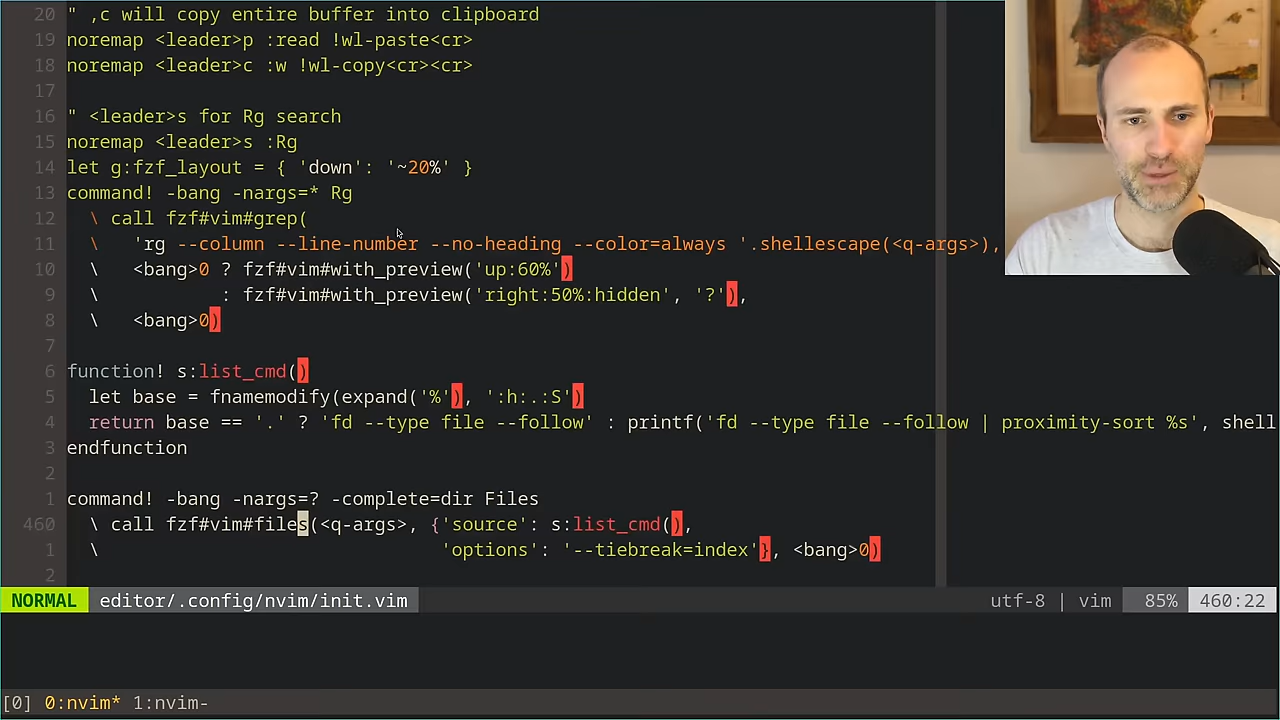 20 " ,c will copy entire buffer into clipboard
19 noremap <leader>p :read !wl-paste<cr>
18 noremap <leader>c :w !wl-copy<cr><cr>
17
16 " <leader>s for Rg search
15 noremap <leader>s :Rg
14 let g:fzf_layout = { 'down': '~20%' }
13 command! -bang -nargs=* Rg
12   \ call fzf#vim#grep(
11   \   'rg --column --line-number --no-heading --color=always '.shellescape(<q-args>),
10   \   <bang>0 ? fzf#vim#with_preview('up:60%')
9   \           : fzf#vim#with_preview('right:50%:hidden', '?'),
8   \   <bang>0)
7
6 function! s:list_cmd()
5   let base = fnamemodify(expand('%'), ':h:.:S')
4   return base == '.' ? 'fd --type file --follow' : printf('fd --type file --follow | proximity-sort %s', shell
3 endfunction
2
1 command! -bang -nargs=? -complete=dir Files
460   \ call fzf#vim#files(<q-args>, {'source': s:list_cmd(),
1   \                               'options': '--tiebreak=index'}, <bang>0)
2
NORMAL editor/.config/nvim/init.vim utf-8 | vim 85% 460:22
[0] 0:nvim* 1:nvim-